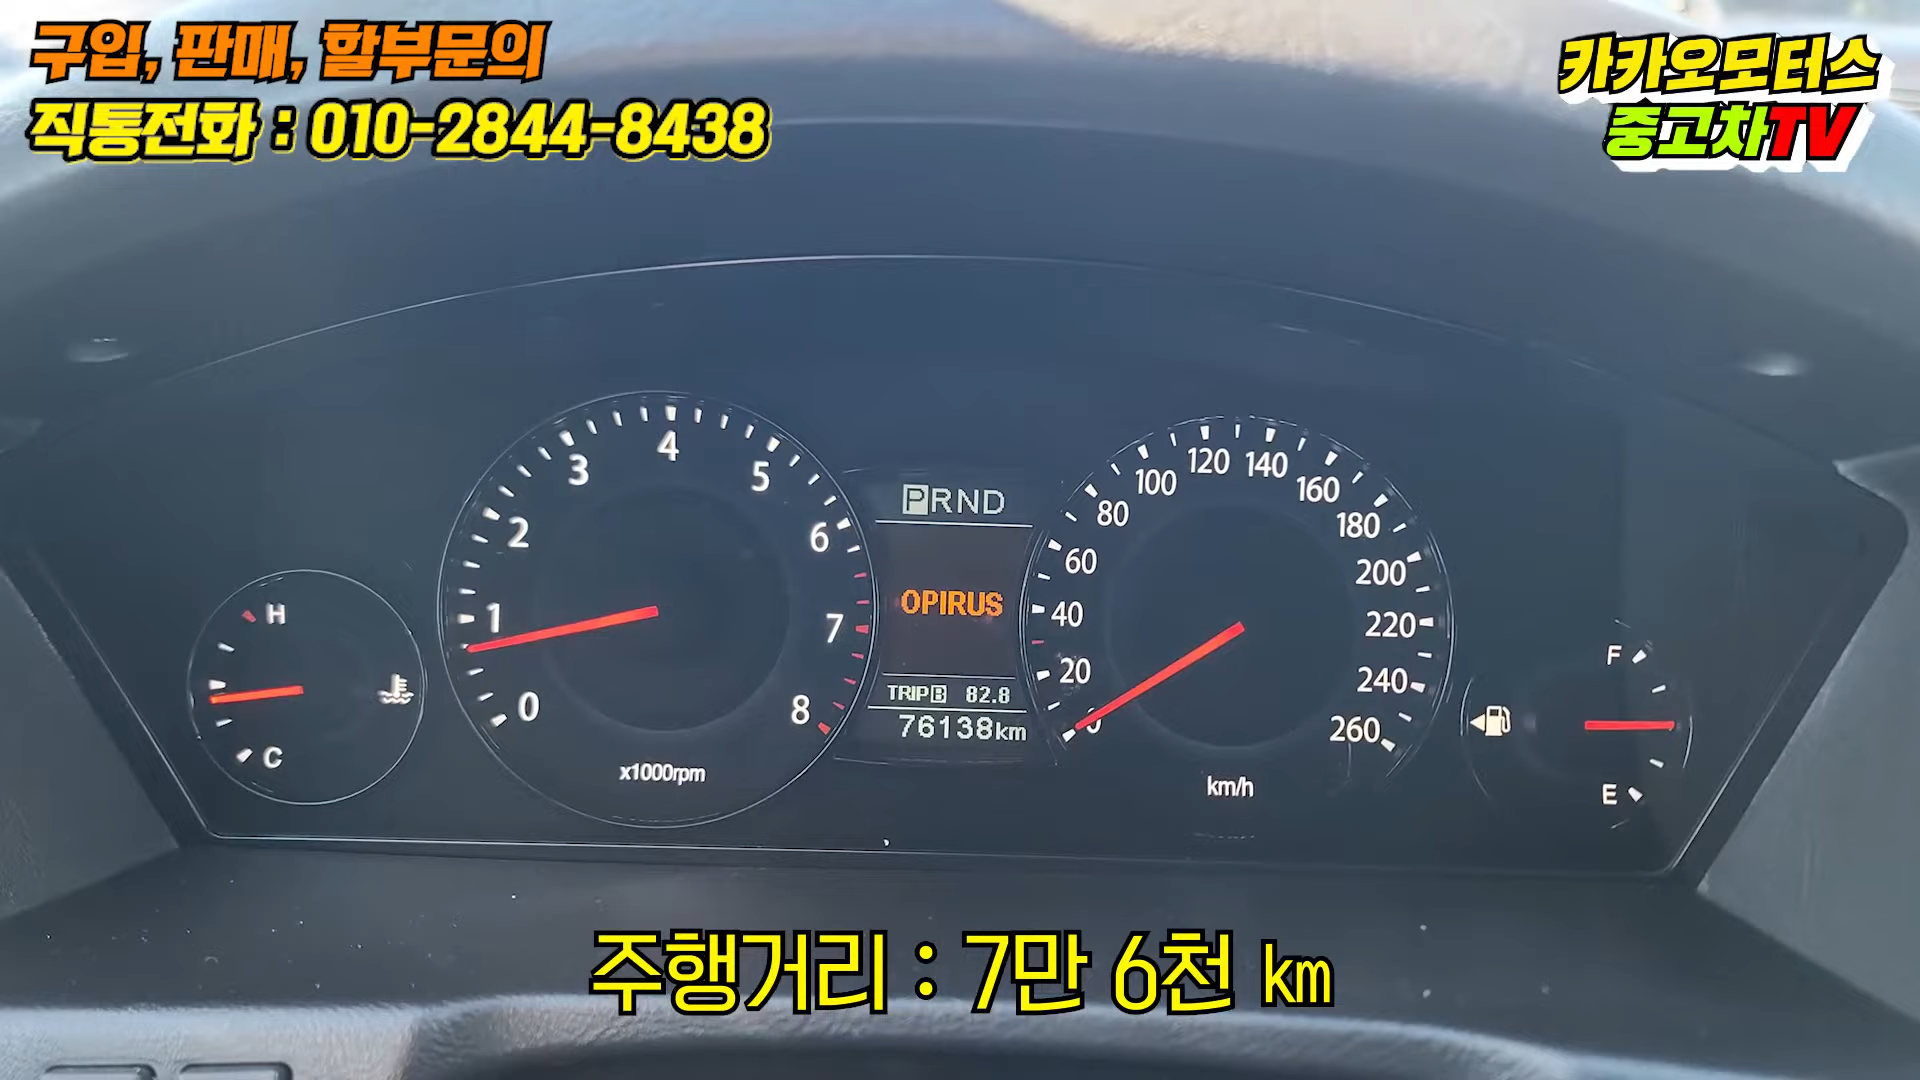 구입, 판매, 할부문의
직통전화 : 010-2844-8438
카카오모터스
중고차TV
H
C
0
1
2
3
4
5
6
7
8
x1000rpm
PRND
OPIRUS
TRIP B 82.8
76138km
0
20
40
60
80
100
120
140
160
180
200
220
240
260
km/h
F
E
주행거리 : 7만 6천 ㎞